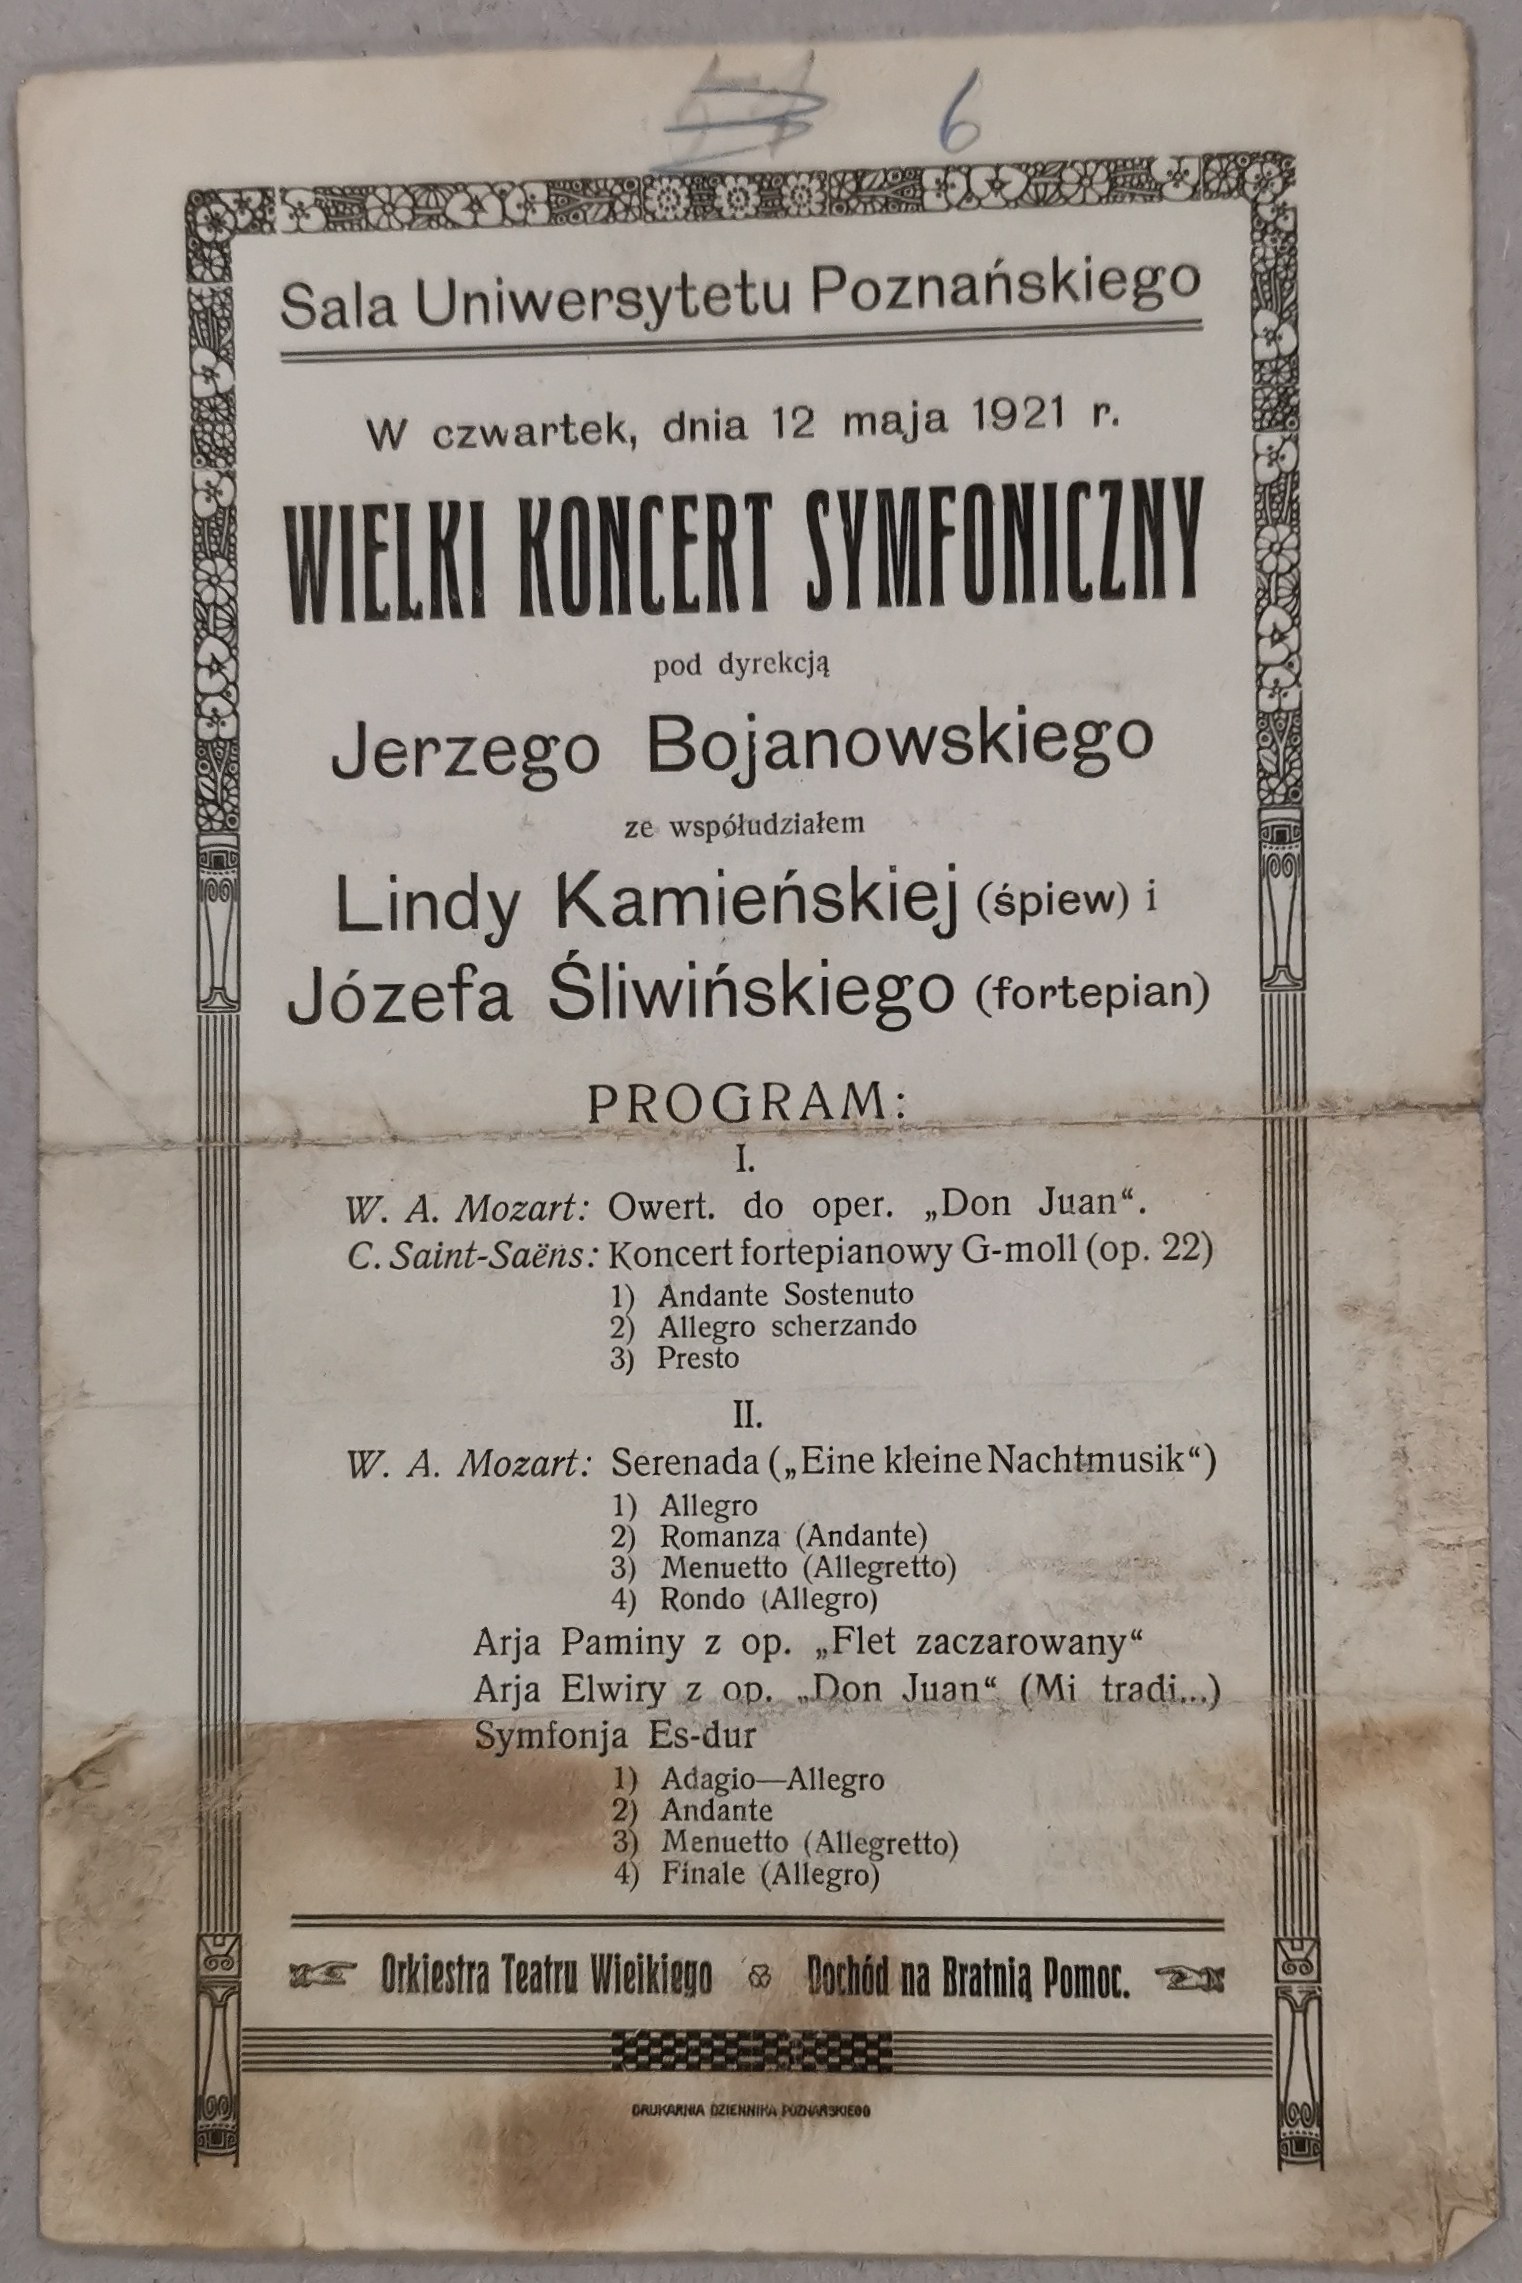 6
Sala Uniwersytetu Poznańskiego
W czwartek, dnia 12 maja 1921 r.
WIELKI KONCERT SYMFONICZNY
pod dyrekcją
Jerzego Bojanowskiego
ze współudziałem
Lindy Kamieńskiej (śpiew) i
Józefa Śliwińskiego (fortepian)
PROGRAM:
I.
W. A. Mozart: Owert. do oper. „Don Juan“.
C. Saint-Saëns: Koncert fortepianowy G-moll (op. 22)
1) Andante Sostenuto
2) Allegro scherzando
3) Presto
II.
W. A. Mozart: Serenada („Eine kleine Nachtmusik“)
1) Allegro
2) Romanza (Andante)
3) Menuetto (Allegretto)
4) Rondo (Allegro)
Arja Paminy z op. „Flet zaczarowany“
Arja Elwiry z op. „Don Juan“ (Mi tradi...)
Symfonja Es-dur
1) Adagio—Allegro
2) Andante
3) Menuetto (Allegretto)
4) Finale (Allegro)
Orkiestra Teatru Wielkiego Dochód na Bratnią Pomoc.
DRUKARNIA DZIENNIKA POZNAŃSKIEGO